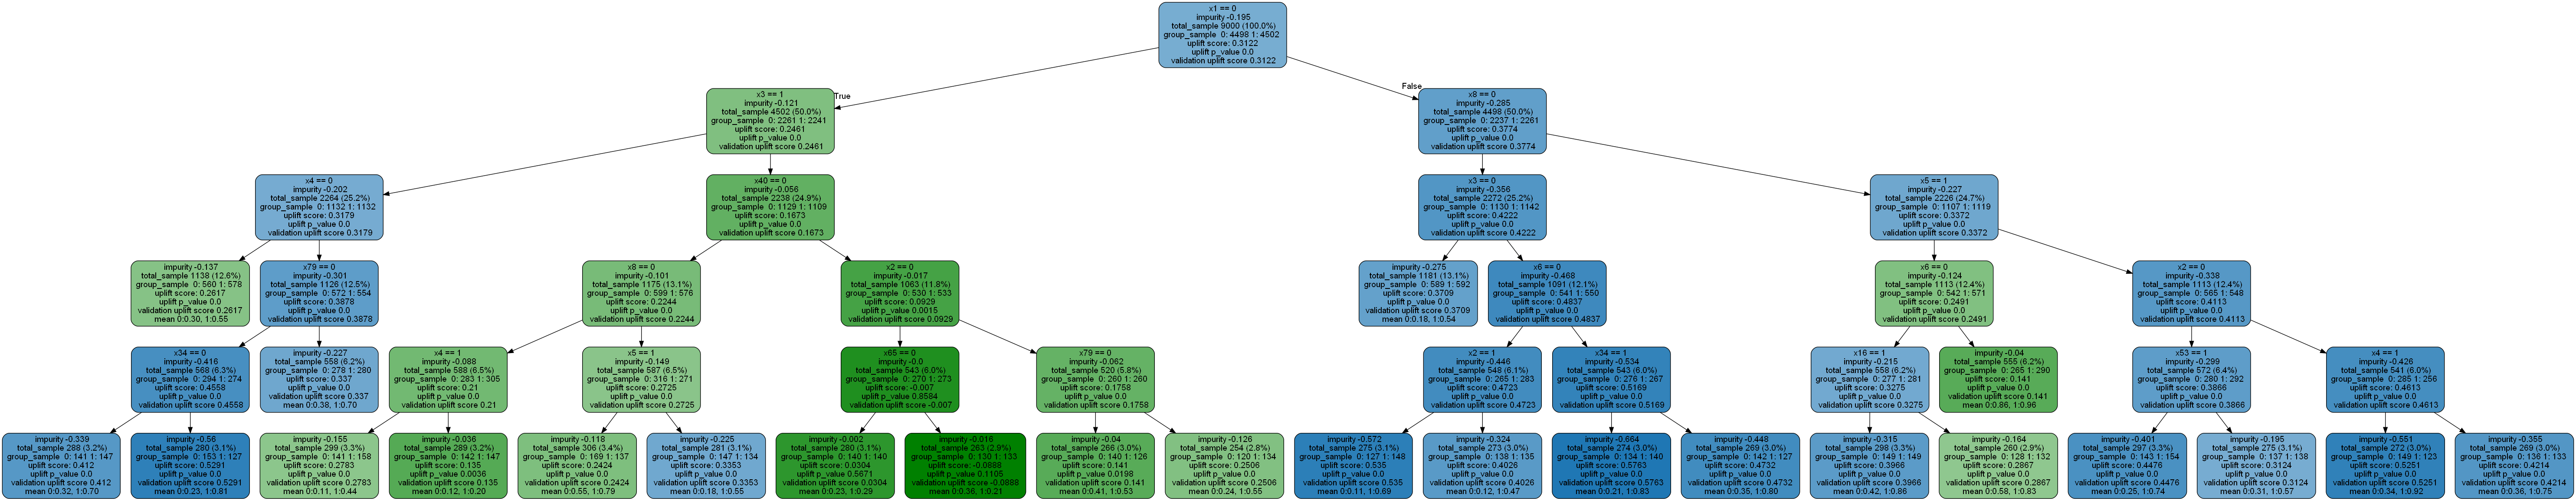 x1 == 0
impurity -0.195
total_sample 9000 (100.0%)
group_sample 0: 4498 1: 4502
uplift score: 0.3122
uplift p_value 0.0
validation uplift score 0.3122
True
False
x3 == 1
impurity -0.121
total_sample 4502 (50.0%)
group_sample 0: 2261 1: 2241
uplift score: 0.2461
uplift p_value 0.0
validation uplift score 0.2461
x8 == 0
impurity -0.285
total_sample 4498 (50.0%)
group_sample 0: 2237 1: 2261
uplift score: 0.3774
uplift p_value 0.0
validation uplift score 0.3774
x4 == 0
impurity -0.202
total_sample 2264 (25.2%)
group_sample 0: 1132 1: 1132
uplift score: 0.3179
uplift p_value 0.0
validation uplift score 0.3179
x40 == 0
impurity -0.056
total_sample 2238 (24.9%)
group_sample 0: 1129 1: 1109
uplift score: 0.1673
uplift p_value 0.0
validation uplift score 0.1673
x3 == 0
impurity -0.356
total_sample 2272 (25.2%)
group_sample 0: 1130 1: 1142
uplift score: 0.4222
uplift p_value 0.0
validation uplift score 0.4222
x5 == 1
impurity -0.227
total_sample 2226 (24.7%)
group_sample 0: 1107 1: 1119
uplift score: 0.3372
uplift p_value 0.0
validation uplift score 0.3372
impurity -0.137
total_sample 1138 (12.6%)
group_sample 0: 560 1: 578
uplift score: 0.2617
uplift p_value 0.0
validation uplift score 0.2617
mean 0:0.30, 1:0.55
x79 == 0
impurity -0.301
total_sample 1126 (12.5%)
group_sample 0: 572 1: 554
uplift score: 0.3878
uplift p_value 0.0
validation uplift score 0.3878
x8 == 0
impurity -0.101
total_sample 1175 (13.1%)
group_sample 0: 599 1: 576
uplift score: 0.2244
uplift p_value 0.0
validation uplift score 0.2244
x2 == 0
impurity -0.017
total_sample 1063 (11.8%)
group_sample 0: 530 1: 533
uplift score: 0.0929
uplift p_value 0.0015
validation uplift score 0.0929
impurity -0.275
total_sample 1181 (13.1%)
group_sample 0: 589 1: 592
uplift score: 0.3709
uplift p_value 0.0
validation uplift score 0.3709
mean 0:0.18, 1:0.54
x6 == 0
impurity -0.468
total_sample 1091 (12.1%)
group_sample 0: 541 1: 550
uplift score: 0.4837
uplift p_value 0.0
validation uplift score 0.4837
x6 == 0
impurity -0.124
total_sample 1113 (12.4%)
group_sample 0: 542 1: 571
uplift score: 0.2491
uplift p_value 0.0
validation uplift score 0.2491
x2 == 0
impurity -0.338
total_sample 1113 (12.4%)
group_sample 0: 565 1: 548
uplift score: 0.4113
uplift p_value 0.0
validation uplift score 0.4113
x34 == 0
impurity -0.416
total_sample 568 (6.3%)
group_sample 0: 294 1: 274
uplift score: 0.4558
uplift p_value 0.0
validation uplift score 0.4558
impurity -0.227
total_sample 558 (6.2%)
group_sample 0: 278 1: 280
uplift score: 0.337
uplift p_value 0.0
validation uplift score 0.337
mean 0:0.38, 1:0.70
x4 == 1
impurity -0.088
total_sample 588 (6.5%)
group_sample 0: 283 1: 305
uplift score: 0.21
uplift p_value 0.0
validation uplift score 0.21
x5 == 1
impurity -0.149
total_sample 587 (6.5%)
group_sample 0: 316 1: 271
uplift score: 0.2725
uplift p_value 0.0
validation uplift score 0.2725
x65 == 0
impurity -0.0
total_sample 543 (6.0%)
group_sample 0: 270 1: 273
uplift score: -0.007
uplift p_value 0.8584
validation uplift score -0.007
x79 == 0
impurity -0.062
total_sample 520 (5.8%)
group_sample 0: 260 1: 260
uplift score: 0.1758
uplift p_value 0.0
validation uplift score 0.1758
x2 == 1
impurity -0.446
total_sample 548 (6.1%)
group_sample 0: 265 1: 283
uplift score: 0.4723
uplift p_value 0.0
validation uplift score 0.4723
x34 == 1
impurity -0.534
total_sample 543 (6.0%)
group_sample 0: 276 1: 267
uplift score: 0.5169
uplift p_value 0.0
validation uplift score 0.5169
x16 == 1
impurity -0.215
total_sample 558 (6.2%)
group_sample 0: 277 1: 281
uplift score: 0.3275
uplift p_value 0.0
validation uplift score 0.3275
impurity -0.04
total_sample 555 (6.2%)
group_sample 0: 265 1: 290
uplift score: 0.141
uplift p_value 0.0
validation uplift score 0.141
mean 0:0.86, 1:0.96
x53 == 1
impurity -0.299
total_sample 572 (6.4%)
group_sample 0: 280 1: 292
uplift score: 0.3866
uplift p_value 0.0
validation uplift score 0.3866
x4 == 1
impurity -0.426
total_sample 541 (6.0%)
group_sample 0: 285 1: 256
uplift score: 0.4613
uplift p_value 0.0
validation uplift score 0.4613
impurity -0.339
total_sample 288 (3.2%)
group_sample 0: 141 1: 147
uplift score: 0.412
uplift p_value 0.0
validation uplift score 0.412
mean 0:0.32, 1:0.70
impurity -0.56
total_sample 280 (3.1%)
group_sample 0: 153 1: 127
uplift score: 0.5291
uplift p_value 0.0
validation uplift score 0.5291
mean 0:0.23, 1:0.81
impurity -0.155
total_sample 299 (3.3%)
group_sample 0: 141 1: 158
uplift score: 0.2783
uplift p_value 0.0
validation uplift score 0.2783
mean 0:0.11, 1:0.44
impurity -0.036
total_sample 289 (3.2%)
group_sample 0: 142 1: 147
uplift score: 0.135
uplift p_value 0.0036
validation uplift score 0.135
mean 0:0.12, 1:0.20
impurity -0.118
total_sample 306 (3.4%)
group_sample 0: 169 1: 137
uplift score: 0.2424
uplift p_value 0.0
validation uplift score 0.2424
mean 0:0.55, 1:0.79
impurity -0.225
total_sample 281 (3.1%)
group_sample 0: 147 1: 134
uplift score: 0.3353
uplift p_value 0.0
validation uplift score 0.3353
mean 0:0.18, 1:0.55
impurity -0.002
total_sample 280 (3.1%)
group_sample 0: 140 1: 140
uplift score: 0.0304
uplift p_value 0.5671
validation uplift score 0.0304
mean 0:0.23, 1:0.29
impurity -0.016
total_sample 263 (2.9%)
group_sample 0: 130 1: 133
uplift score: -0.0888
uplift p_value 0.1105
validation uplift score -0.0888
mean 0:0.36, 1:0.21
impurity -0.04
total_sample 266 (3.0%)
group_sample 0: 140 1: 126
uplift score: 0.141
uplift p_value 0.0198
validation uplift score 0.141
mean 0:0.41, 1:0.53
impurity -0.126
total_sample 254 (2.8%)
group_sample 0: 120 1: 134
uplift score: 0.2506
uplift p_value 0.0
validation uplift score 0.2506
mean 0:0.24, 1:0.55
impurity -0.572
total_sample 275 (3.1%)
group_sample 0: 127 1: 148
uplift score: 0.535
uplift p_value 0.0
validation uplift score 0.535
mean 0:0.11, 1:0.69
impurity -0.324
total_sample 273 (3.0%)
group_sample 0: 138 1: 135
uplift score: 0.4026
uplift p_value 0.0
validation uplift score 0.4026
mean 0:0.12, 1:0.47
impurity -0.664
total_sample 274 (3.0%)
group_sample 0: 134 1: 140
uplift score: 0.5763
uplift p_value 0.0
validation uplift score 0.5763
mean 0:0.21, 1:0.83
impurity -0.448
total_sample 269 (3.0%)
group_sample 0: 142 1: 127
uplift score: 0.4732
uplift p_value 0.0
validation uplift score 0.4732
mean 0:0.35, 1:0.80
impurity -0.315
total_sample 298 (3.3%)
group_sample 0: 149 1: 149
uplift score: 0.3966
uplift p_value 0.0
validation uplift score 0.3966
mean 0:0.42, 1:0.86
impurity -0.164
total_sample 260 (2.9%)
group_sample 0: 128 1: 132
uplift score: 0.2867
uplift p_value 0.0
validation uplift score 0.2867
mean 0:0.58, 1:0.83
impurity -0.401
total_sample 297 (3.3%)
group_sample 0: 143 1: 154
uplift score: 0.4476
uplift p_value 0.0
validation uplift score 0.4476
mean 0:0.25, 1:0.74
impurity -0.195
total_sample 275 (3.1%)
group_sample 0: 137 1: 138
uplift score: 0.3124
uplift p_value 0.0
validation uplift score 0.3124
mean 0:0.31, 1:0.57
impurity -0.551
total_sample 272 (3.0%)
group_sample 0: 149 1: 123
uplift score: 0.5251
uplift p_value 0.0
validation uplift score 0.5251
mean 0:0.34, 1:0.92
impurity -0.355
total_sample 269 (3.0%)
group_sample 0: 136 1: 133
uplift score: 0.4214
uplift p_value 0.0
validation uplift score 0.4214
mean 0:0.36, 1:0.75